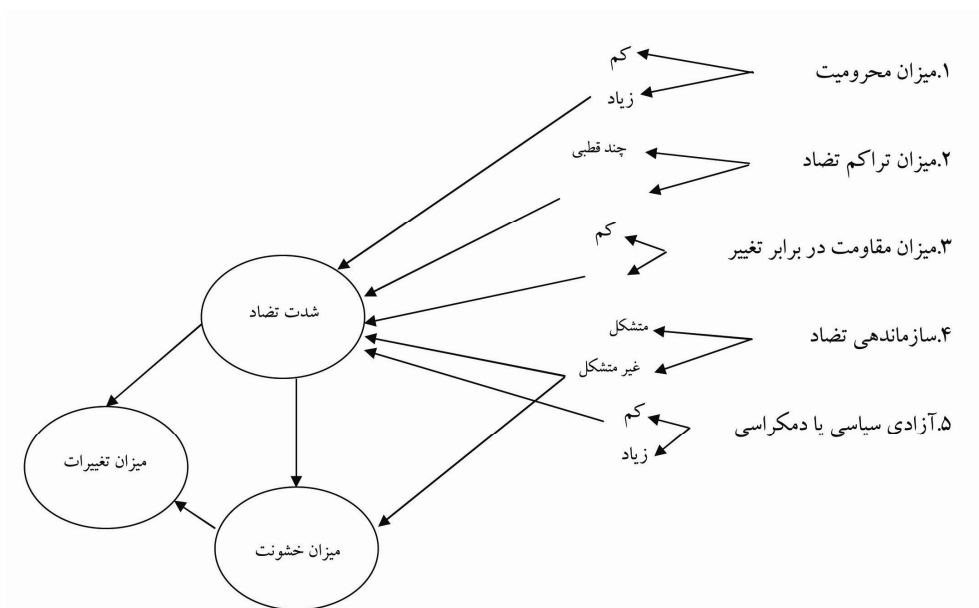 ۱.میزان محرومیت
کم
زیاد
۲.میزان تراکم تضاد
چند قطبی
۳.میزان مقاومت در برابر تغییر
کم
۴.سازماندهی تضاد
متشکل
غیر متشکل
۵.آزادی سیاسی یا دمکراسی
کم
زیاد
شدت تضاد
میزان تغییرات
میزان خشونت